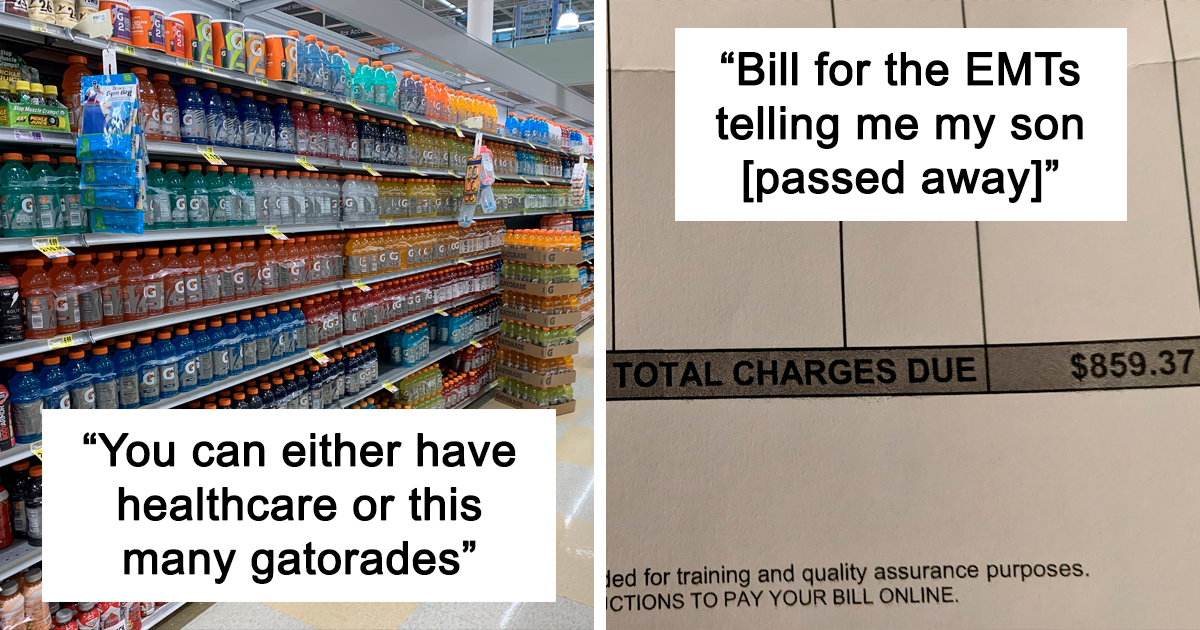 “You can either have
healthcare or this
many gatorades”
“Bill for the EMTs
telling me my son
[passed away]”
TOTAL CHARGES DUE $859.37
ded for training and quality assurance purposes.
CTIONS TO PAY YOUR BILL ONLINE.